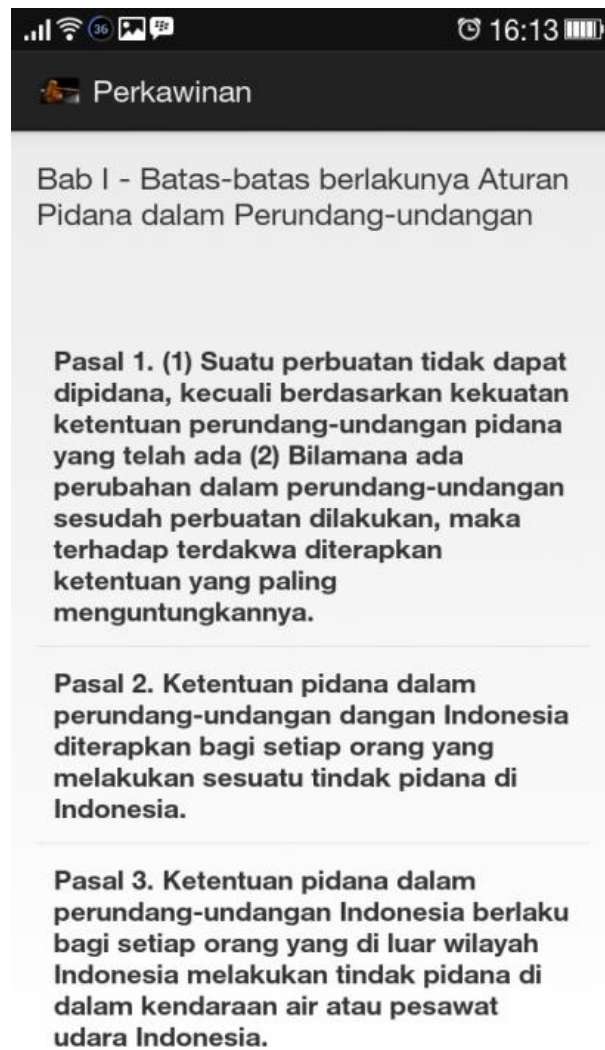 36
16:13
Perkawinan
Bab I - Batas-batas berlakunya Aturan
Pidana dalam Perundang-undangan
Pasal 1. (1) Suatu perbuatan tidak dapat
dipidana, kecuali berdasarkan kekuatan
ketentuan perundang-undangan pidana
yang telah ada (2) Bilamana ada
perubahan dalam perundang-undangan
sesudah perbuatan dilakukan, maka
terhadap terdakwa diterapkan
ketentuan yang paling
menguntungkannya.
Pasal 2. Ketentuan pidana dalam
perundang-undangan dangan Indonesia
diterapkan bagi setiap orang yang
melakukan sesuatu tindak pidana di
Indonesia.
Pasal 3. Ketentuan pidana dalam
perundang-undangan Indonesia berlaku
bagi setiap orang yang di luar wilayah
Indonesia melakukan tindak pidana di
dalam kendaraan air atau pesawat
udara Indonesia.